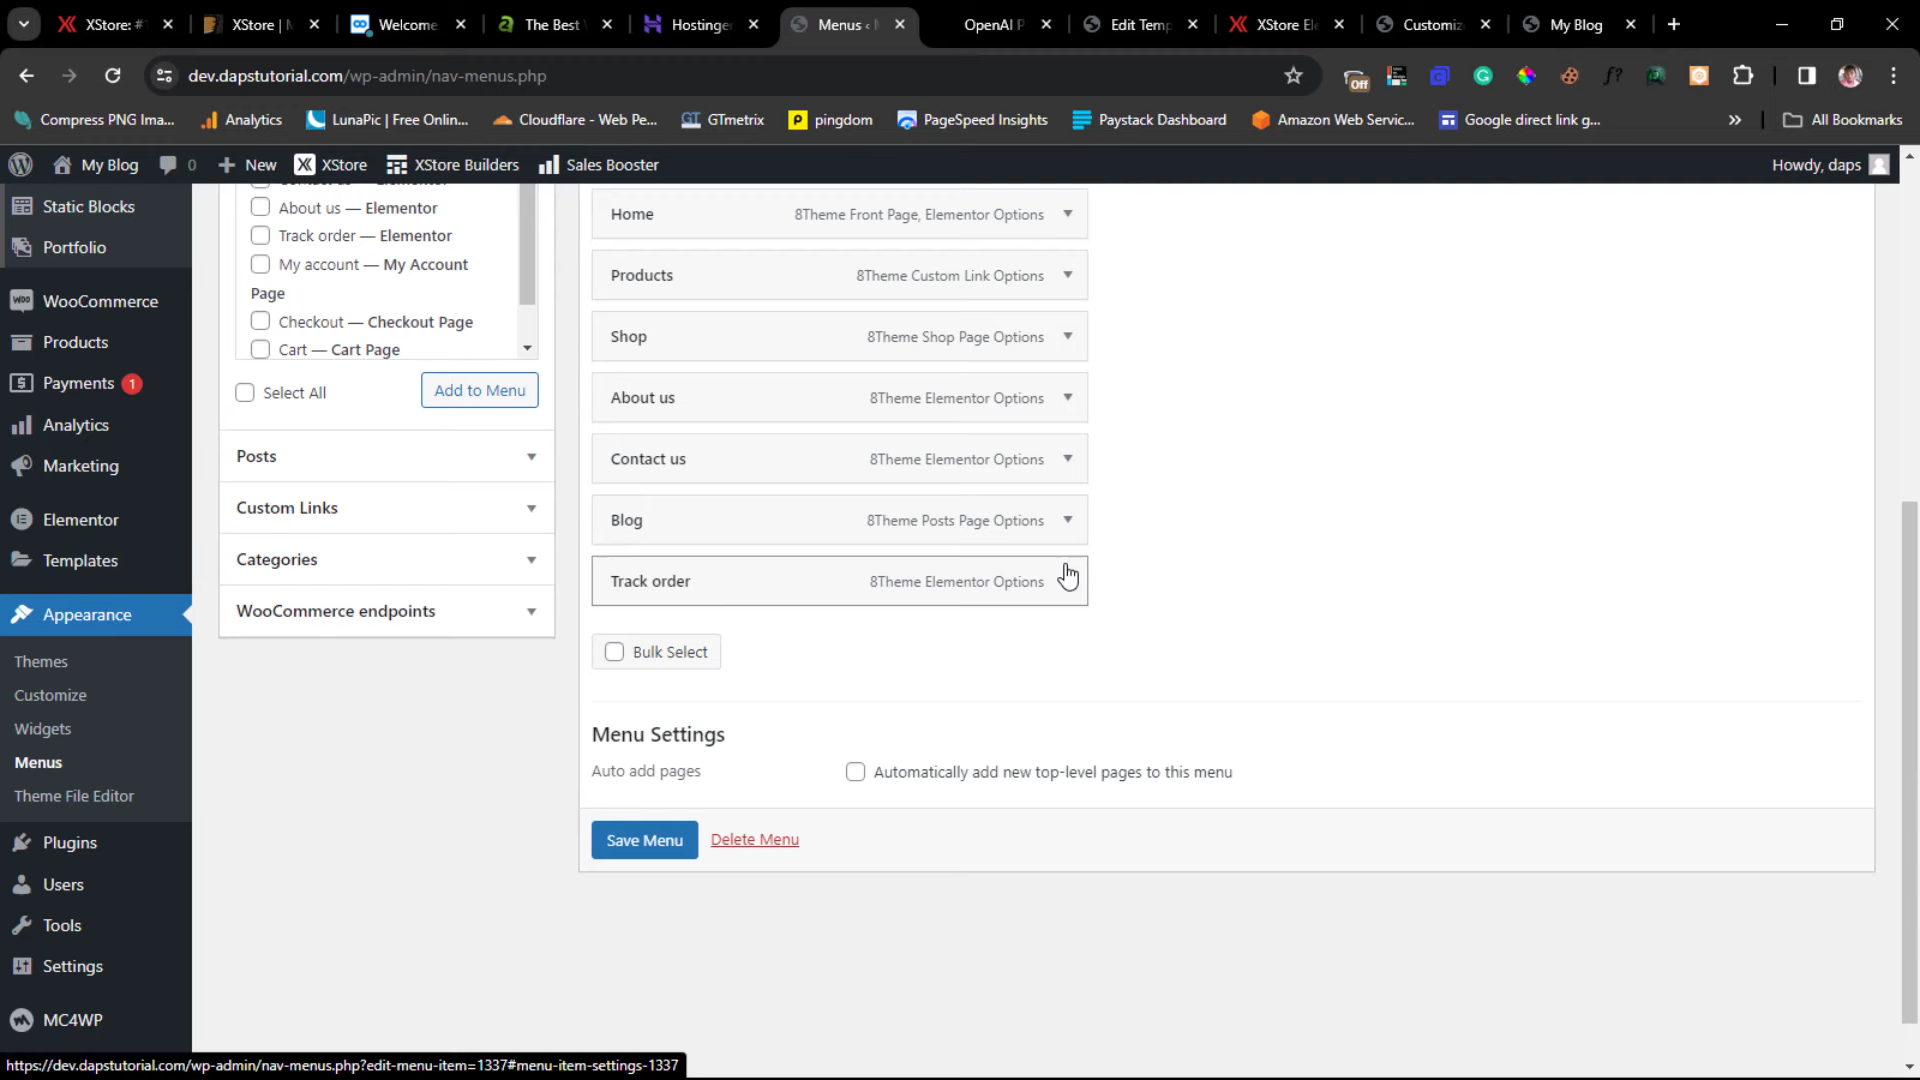 XStore: #1
XStore | M
Welcome
The Best V
Hostinger
Menus ‹ M
OpenAI P
Edit Temp
XStore El
Customiz
My Blog
dev.dapstutorial.com/wp-admin/nav-menus.php
Off
Compress PNG Ima...
Analytics
LunaPic | Free Onlin...
Cloudflare - Web Pe...
GTmetrix
pingdom
PageSpeed Insights
Paystack Dashboard
Amazon Web Servic...
Google direct link g...
All Bookmarks
My Blog
0
New
XStore
XStore Builders
Sales Booster
Howdy, daps
Static Blocks
Portfolio
WooCommerce
Products
Payments 1
Analytics
Marketing
Elementor
Templates
Appearance
Themes
Customize
Widgets
Menus
Theme File Editor
Plugins
Users
Tools
Settings
MC4WP
Contact us — Elementor
About us — Elementor
Track order — Elementor
My account — My Account
Page
Checkout — Checkout Page
Cart — Cart Page
Select All
Add to Menu
Posts
Custom Links
Categories
WooCommerce endpoints
Home 8Theme Front Page, Elementor Options
Products 8Theme Custom Link Options
Shop 8Theme Shop Page Options
About us 8Theme Elementor Options
Contact us 8Theme Elementor Options
Blog 8Theme Posts Page Options
Track order 8Theme Elementor Options
Bulk Select
Menu Settings
Auto add pages
Automatically add new top-level pages to this menu
Save Menu
Delete Menu
https://dev.dapstutorial.com/wp-admin/nav-menus.php?edit-menu-item=1337#menu-item-settings-1337